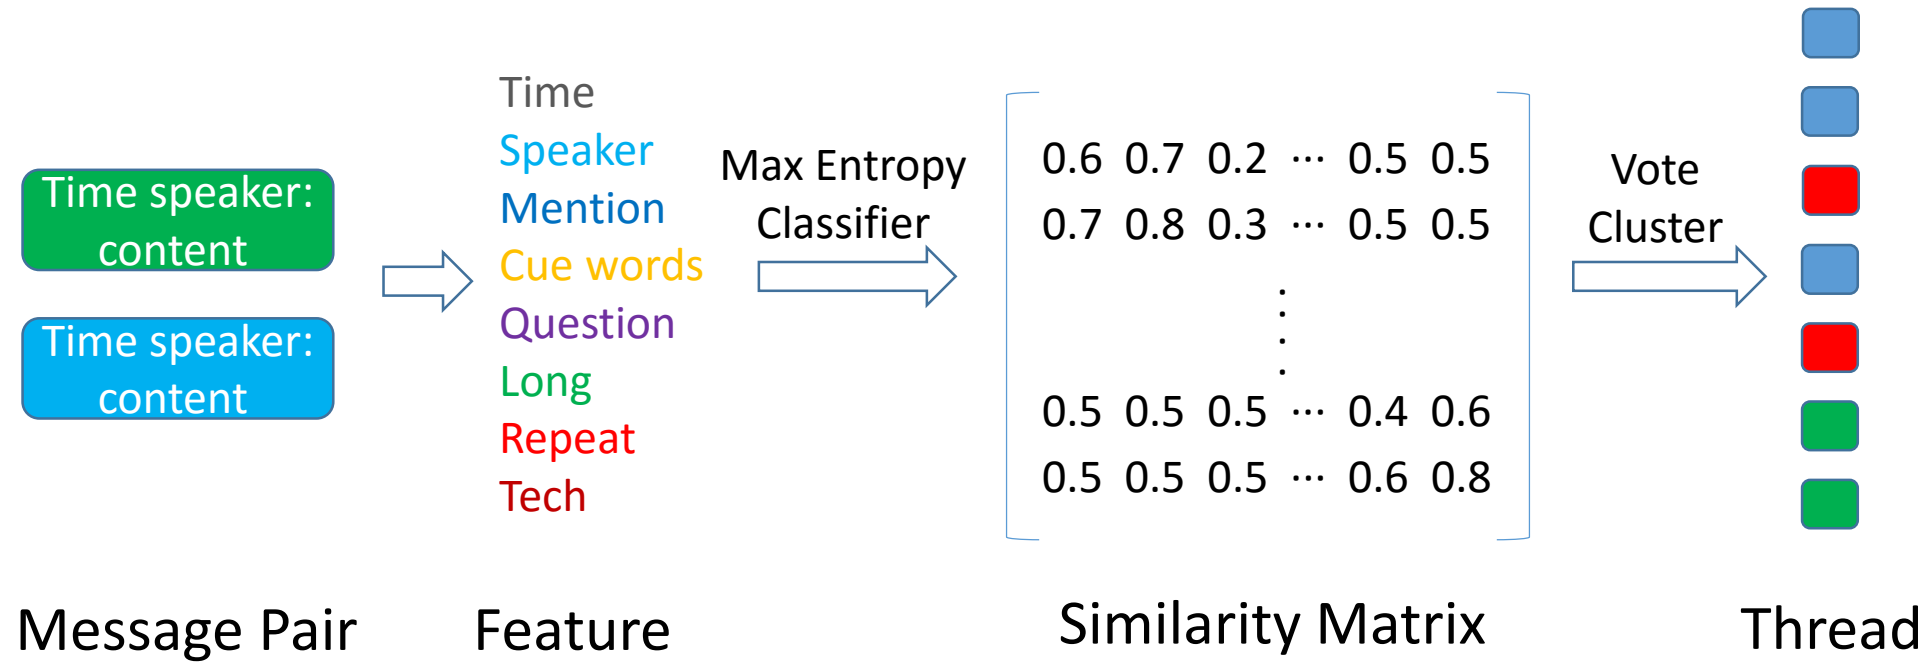 Time speaker:
content
Time speaker:
content
Message Pair
Time
Speaker
Mention
Cue words
Question
Long
Repeat
Tech
Feature
Max Entropy
Classifier
0.6 0.7 0.2 ··· 0.5 0.5
0.7 0.8 0.3 ··· 0.5 0.5
.
.
.
.
0.5 0.5 0.5 ··· 0.4 0.6
0.5 0.5 0.5 ··· 0.6 0.8
Similarity Matrix
Vote
Cluster
Thread